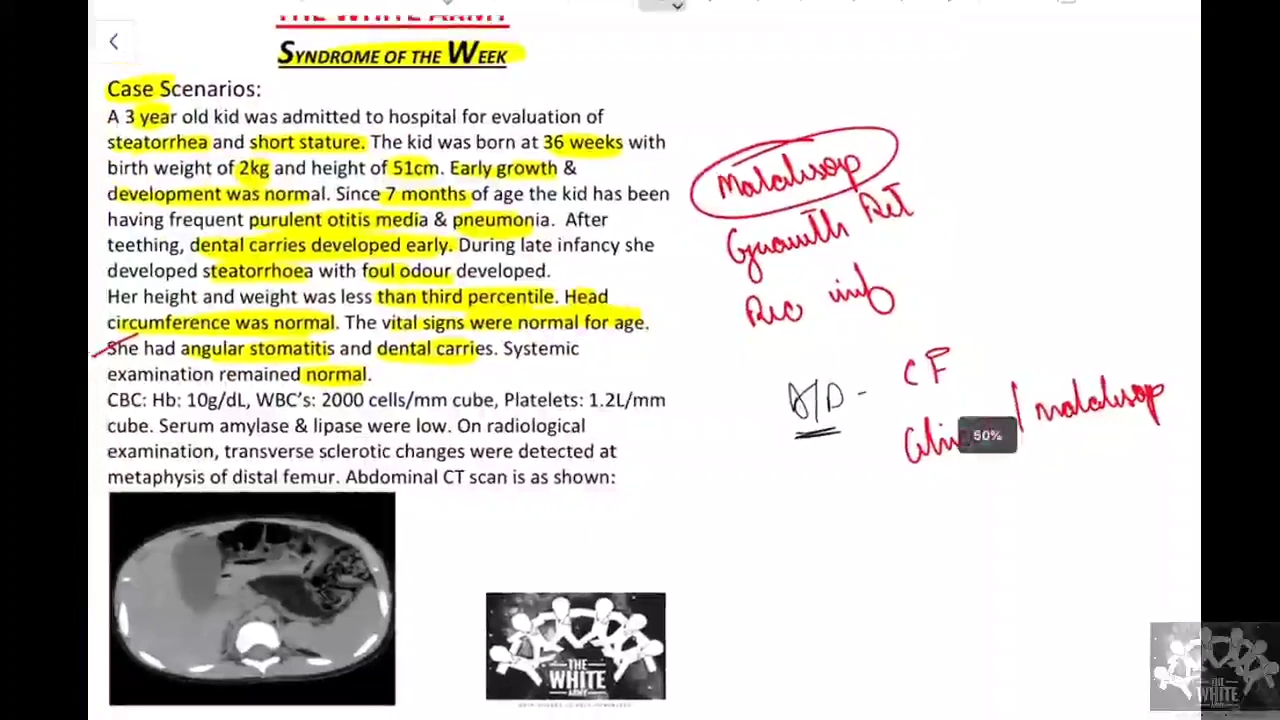 SYNDROME OF THE WEEK
Case Scenarios:
A 3 year old kid was admitted to hospital for evaluation of
steatorrhea and short stature. The kid was born at 36 weeks with
birth weight of 2kg and height of 51cm. Early growth &
development was normal. Since 7 months of age the kid has been
having frequent purulent otitis media & pneumonia. After
teething, dental carries developed early. During late infancy she
developed steatorrhoea with foul odour developed.
Her height and weight was less than third percentile. Head
circumference was normal. The vital signs were normal for age.
She had angular stomatitis and dental carries. Systemic
examination remained normal.
CBC: Hb: 10g/dL, WBC's: 2000 cells/mm cube, Platelets: 1.2L/mm
cube. Serum amylase & lipase were low. On radiological
examination, transverse sclerotic changes were detected at
metaphysis of distal femur. Abdominal CT scan is as shown:
Malabsop
Growth Ret
Rec inf
D/D - CF
/ malabsop
50%
THE
WHITE
ARMY
THE
WHITE